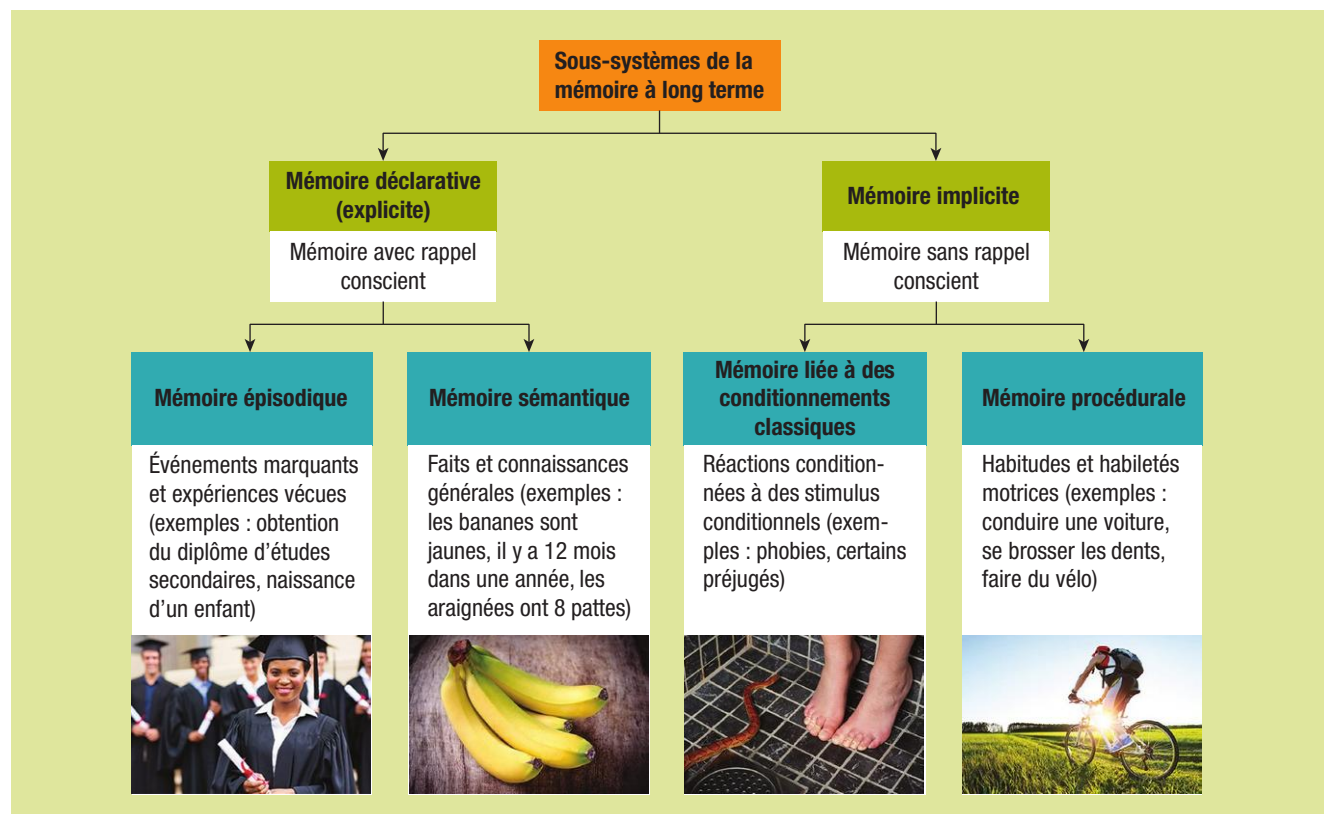 Sous-systèmes de la
mémoire à long terme
Mémoire déclarative
(explicite)
Mémoire avec rappel
conscient
Mémoire implicite
Mémoire sans rappel
conscient
Mémoire épisodique
Événements marquants
et expériences vécues
(exemples : obtention
du diplôme d’études
secondaires, naissance
d’un enfant)
Mémoire sémantique
Faits et connaissances
générales (exemples :
les bananes sont
jaunes, il y a 12 mois
dans une année, les
araignées ont 8 pattes)
Mémoire liée à des
conditionnements
classiques
Réactions condition-
nées à des stimulus
conditionnels (exem-
ples : phobies, certains
préjugés)
Mémoire procédurale
Habitudes et habiletés
motrices (exemples :
conduire une voiture,
se brosser les dents,
faire du vélo)